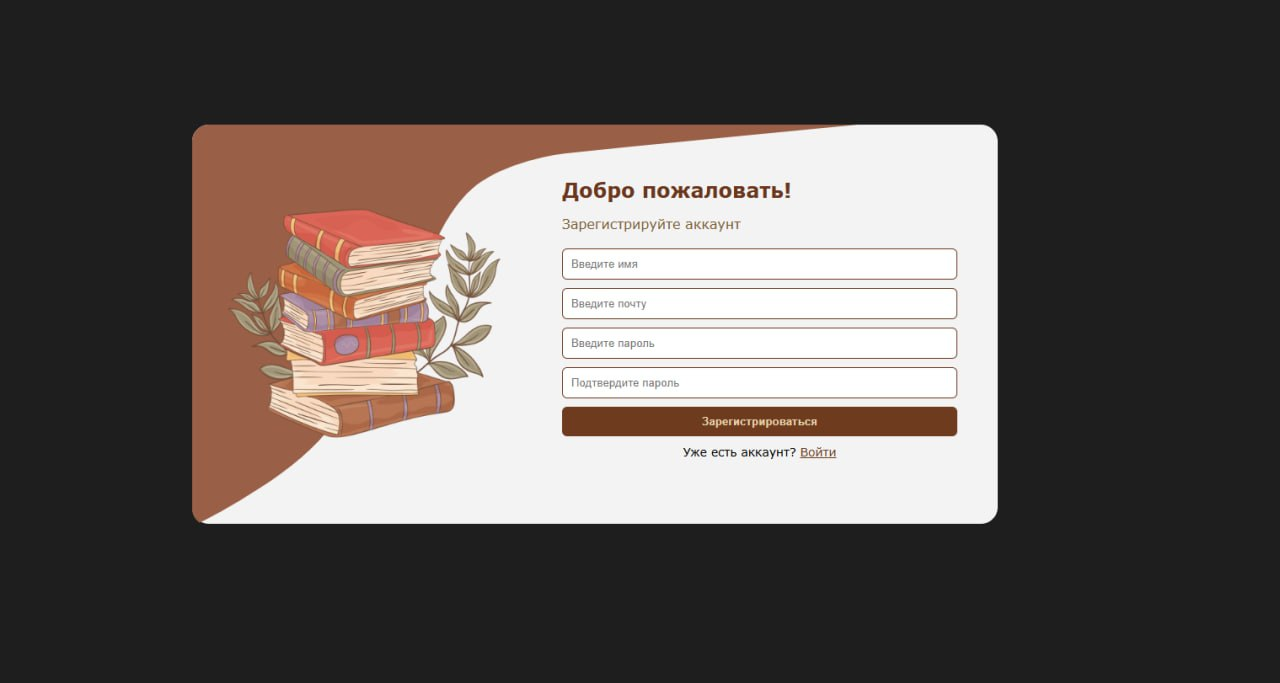 Добро пожаловать!
Зарегистрируйте аккаунт
Введите имя
Введите почту
Введите пароль
Подтвердите пароль
Зарегистрироваться
Уже есть аккаунт? Войти